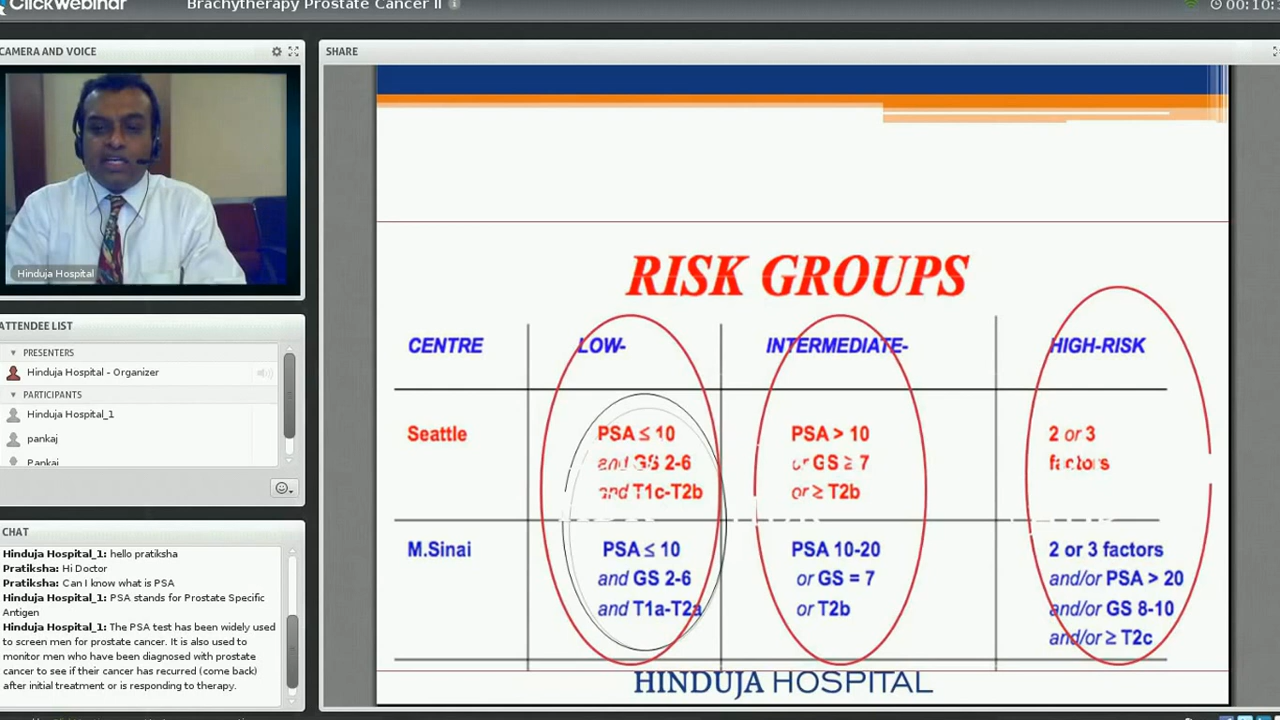 ClickWebinar
Brachytherapy Prostate Cancer II
CAMERA AND VOICE
Hinduja Hospital
ATTENDEE LIST
PRESENTERS
Hinduja Hospital - Organizer
PARTICIPANTS
Hinduja Hospital_1
pankaj
Pankaj
CHAT
Hinduja Hospital_1: hello pratiksha
Pratiksha: Hi Doctor
Pratiksha: Can I know what is PSA
Hinduja Hospital_1: PSA stands for Prostate Specific
Antigen
Hinduja Hospital_1: The PSA test has been widely used
to screen men for prostate cancer. It is also used to
monitor men who have been diagnosed with prostate
cancer to see if their cancer has recurred (come back)
after initial treatment or is responding to therapy.
SHARE
RISK GROUPS
CENTRE LOW- INTERMEDIATE- HIGH-RISK
Seattle PSA ≤ 10 PSA > 10 2 or 3
and GS 2-6 or GS ≥ 7 factors
and T1c-T2b or ≥ T2b
M.Sinai PSA ≤ 10 PSA 10-20 2 or 3 factors
and GS 2-6 or GS = 7 and/or PSA > 20
and T1a-T2a or T2b and/or GS 8-10
and/or ≥ T2c
HINDUJA HOSPITAL